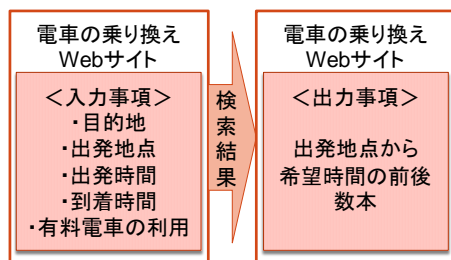 電車の乗り換え
Webサイト
＜入力事項＞
・目的地
・出発地点
・出発時間
・到着時間
・有料電車の利用
検索結果
電車の乗り換え
Webサイト
＜出力事項＞
出発地点から
希望時間の前後
数本